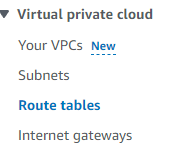 Virtual private cloud
Your VPCs New
Subnets
Route tables
Internet gateways